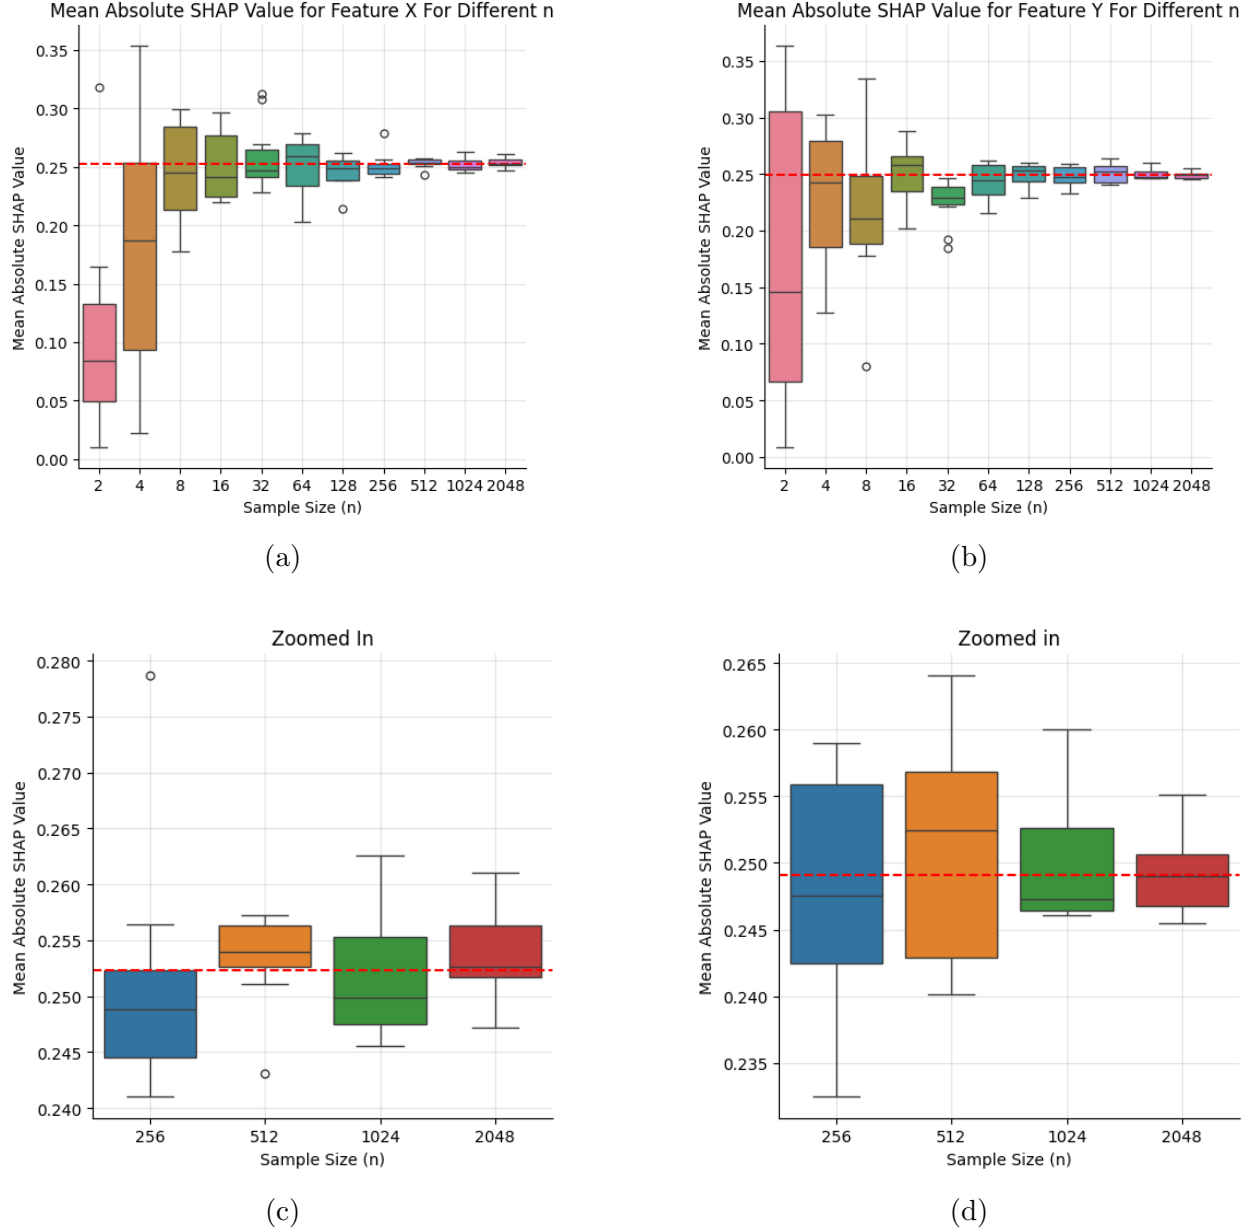 Mean Absolute SHAP Value for Feature X For Different n
Mean Absolute SHAP Value
0.35
0.30
0.25
0.20
0.15
0.10
0.05
0.00
2 4 8 16 32 64 128 256 512 1024 2048
Sample Size (n)
(a)
Mean Absolute SHAP Value for Feature Y For Different n
Mean Absolute SHAP Value
0.35
0.30
0.25
0.20
0.15
0.10
0.05
0.00
2 4 8 16 32 64 128 256 512 1024 2048
Sample Size (n)
(b)
Zoomed In
Mean Absolute SHAP Value
0.280
0.275
0.270
0.265
0.260
0.255
0.250
0.245
0.240
256 512 1024 2048
Sample Size (n)
(c)
Zoomed in
Mean Absolute SHAP Value
0.265
0.260
0.255
0.250
0.245
0.240
0.235
256 512 1024 2048
Sample Size (n)
(d)